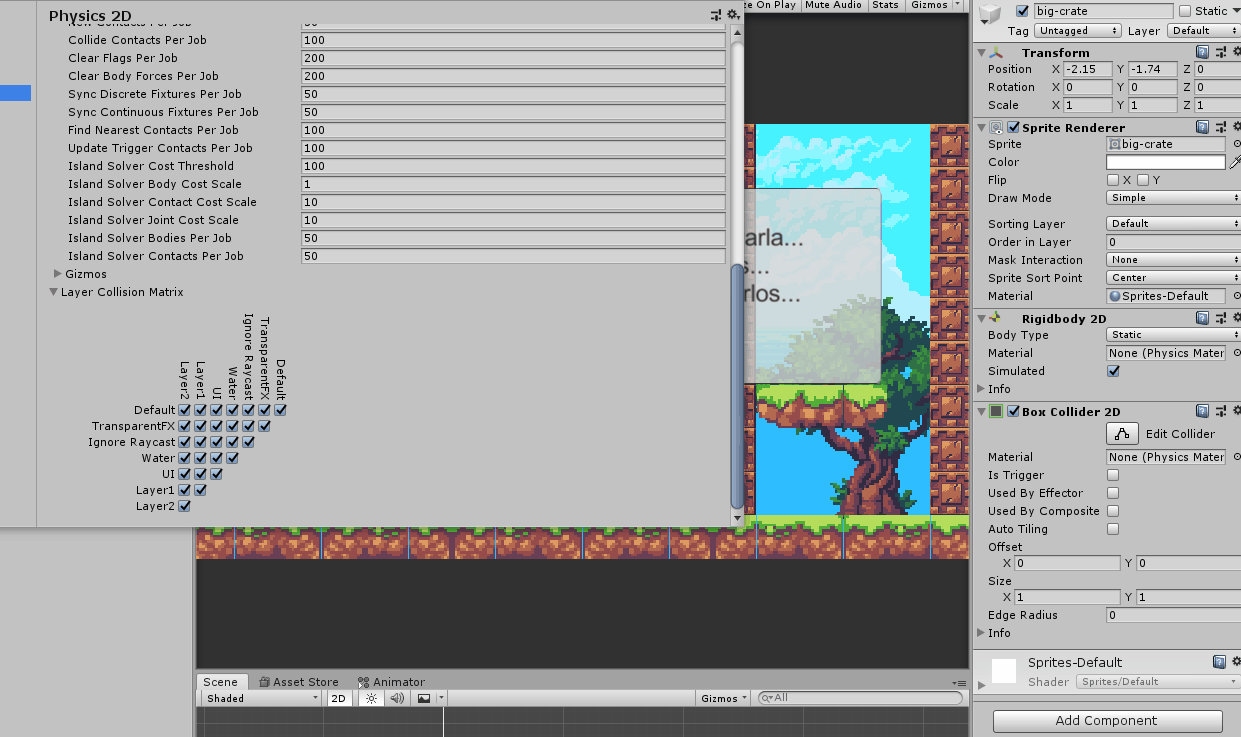 Physics 2D
Collide Contacts Per Job 100
Clear Flags Per Job 200
Clear Body Forces Per Job 200
Sync Discrete Fixtures Per Job 50
Sync Continuous Fixtures Per Job 50
Find Nearest Contacts Per Job 100
Update Trigger Contacts Per Job 100
Island Solver Cost Threshold 100
Island Solver Body Cost Scale 1
Island Solver Contact Cost Scale 10
Island Solver Joint Cost Scale 10
Island Solver Bodies Per Job 50
Island Solver Contacts Per Job 50
Gizmos
Layer Collision Matrix
Layer2 Layer1 UI Water Ignore Raycast TransparentFX Default
Default
TransparentFX
Ignore Raycast
Water
UI
Layer1
Layer2
ze On Play Mute Audio Stats Gizmos
arla...
s...
rlos...
Scene Asset Store Animator
Shaded 2D Gizmos All
big-crate Static
Tag Untagged Layer Default
Transform
Position X -2.15 Y -1.74 Z 0
Rotation X 0 Y 0 Z 0
Scale X 1 Y 1 Z 1
Sprite Renderer
Sprite big-crate
Color
Flip X Y
Draw Mode Simple
Sorting Layer Default
Order in Layer 0
Mask Interaction None
Sprite Sort Point Center
Material Sprites-Default
Rigidbody 2D
Body Type Static
Material None (Physics Mater
Simulated
Info
Box Collider 2D
Edit Collider
Material None (Physics Mater
Is Trigger
Used By Effector
Used By Composite
Auto Tiling
Offset
X 0 Y 0
Size
X 1 Y 1
Edge Radius 0
Info
Sprites-Default
Shader Sprites/Default
Add Component